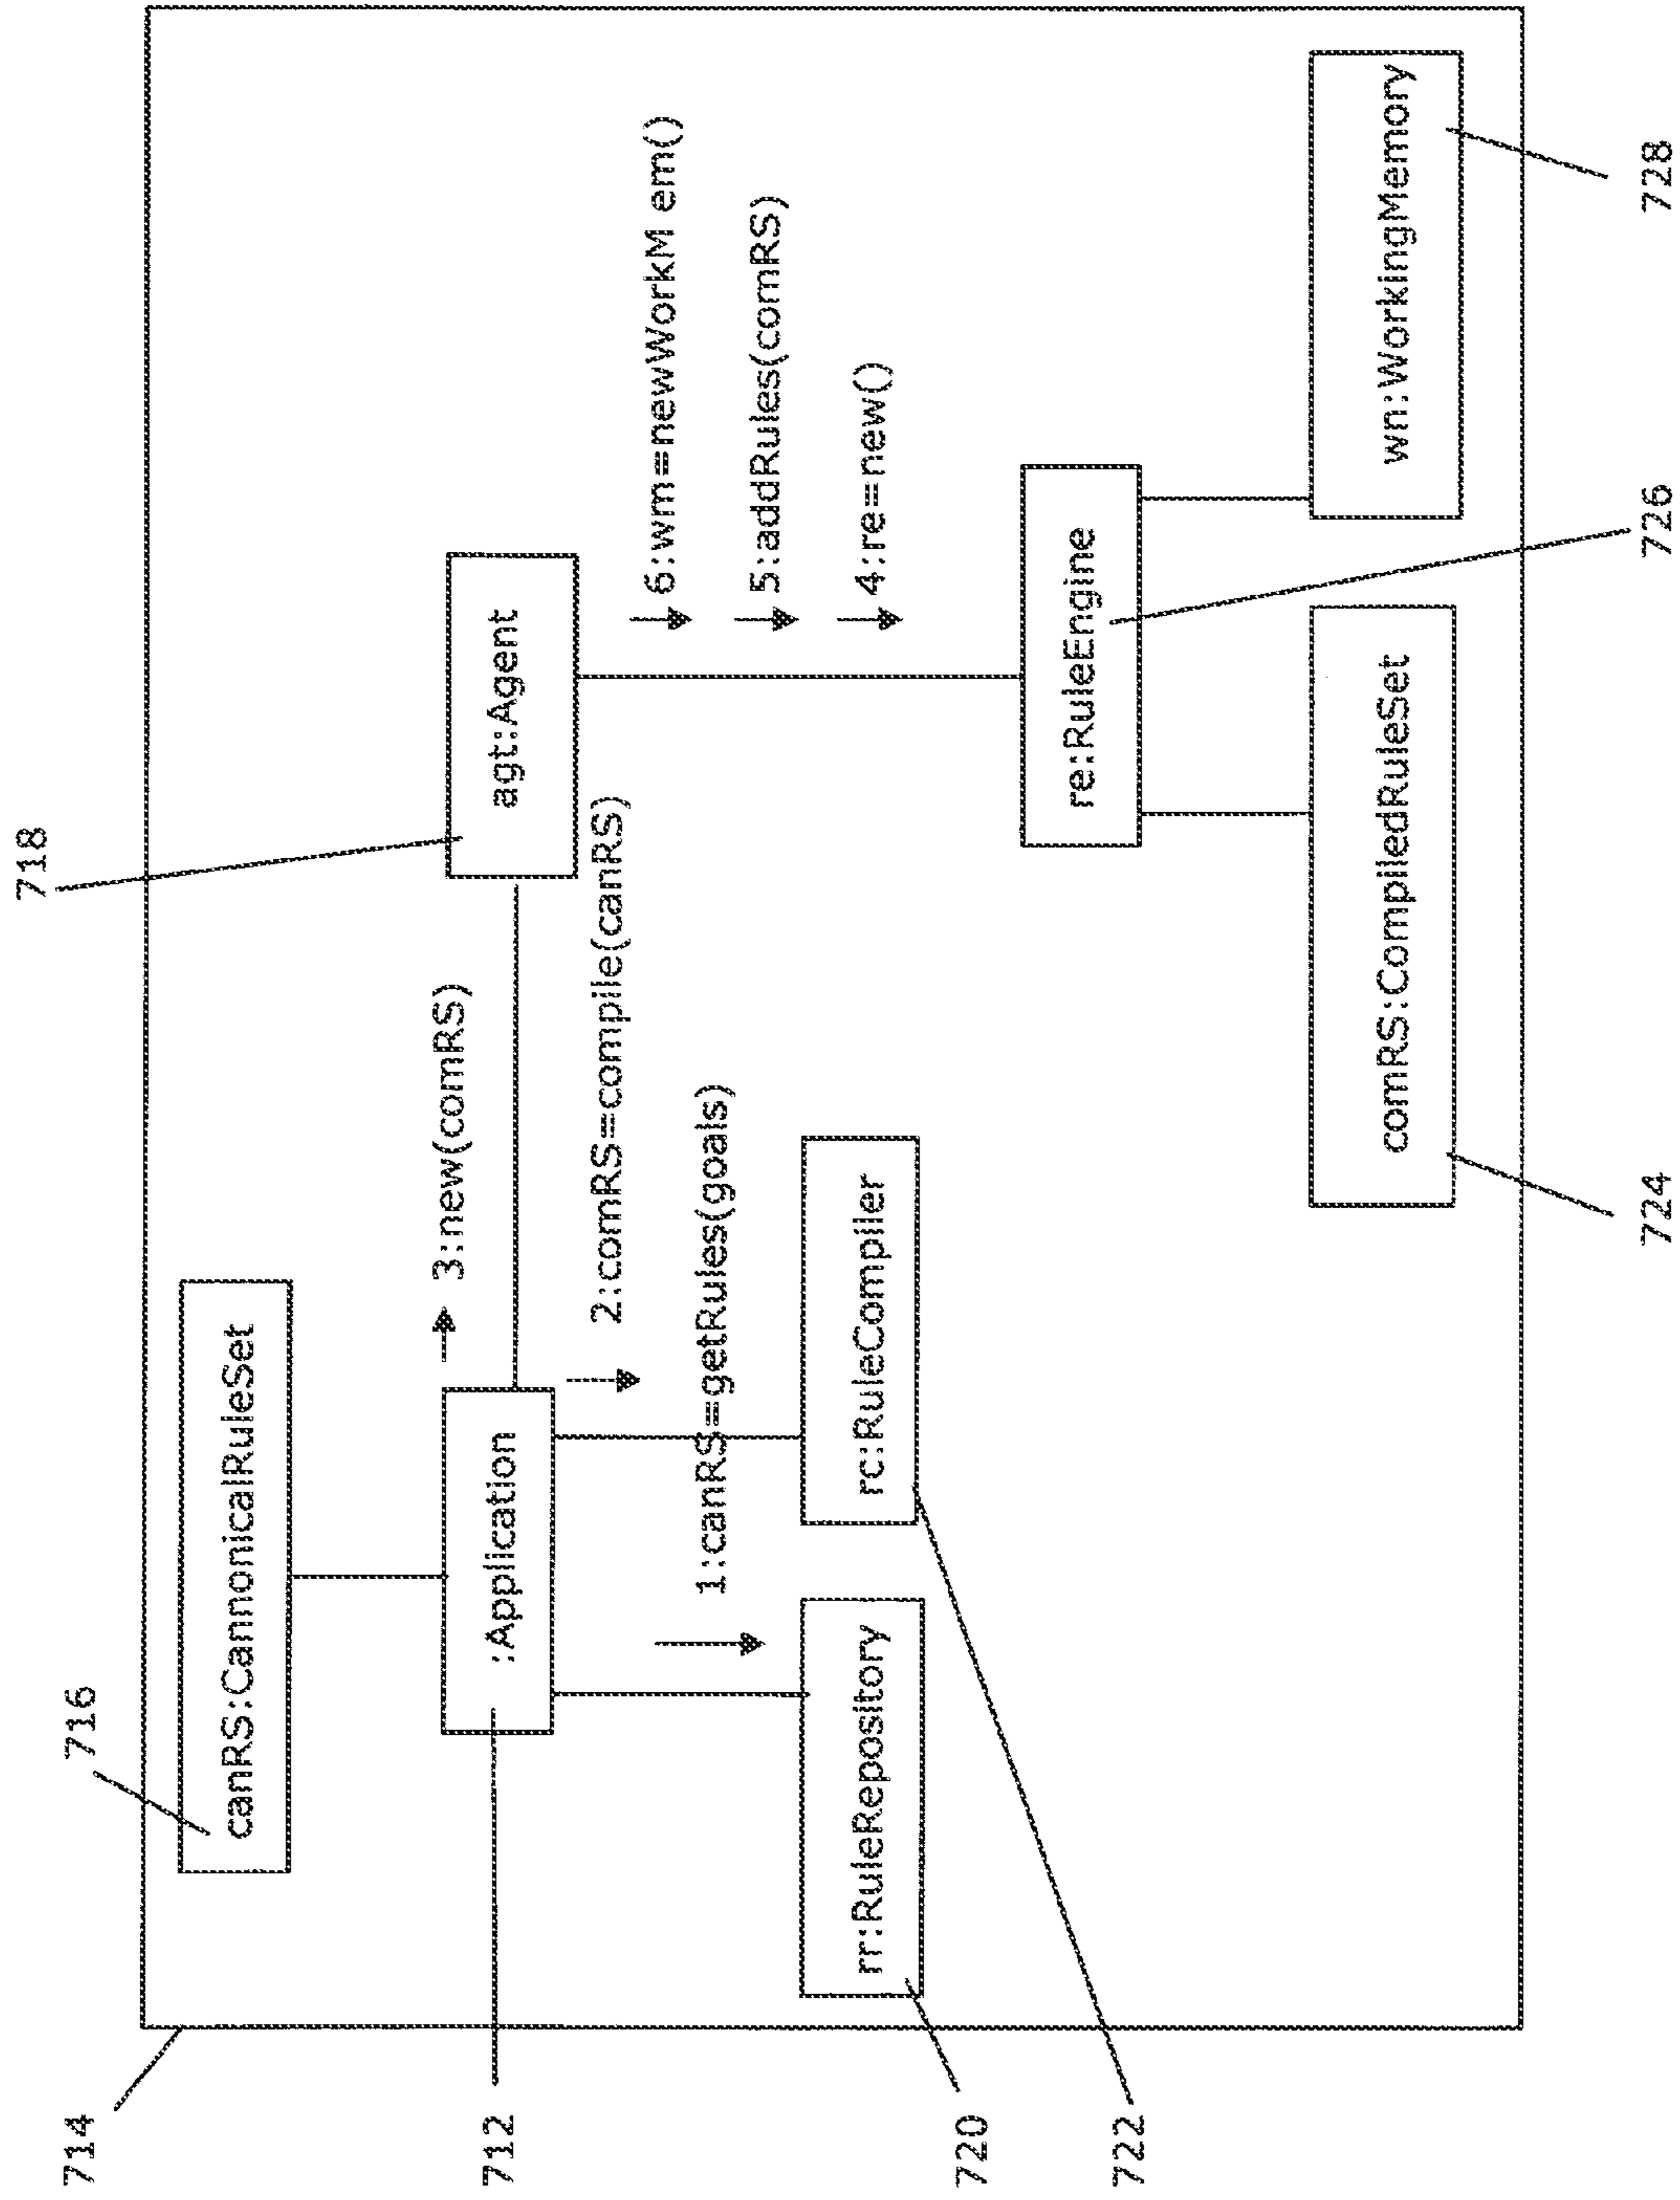 718
716
714
canRS:CannonicalRuleSet
3:new(comRS)
:Application
agt:Agent
712
2:comRS=compile(canRS)
6:wm=newWorkM em()
1:canRS=getRules(goals)
5:addRules(comRS)
4:re=new()
rr:RuleRepository
rc:RuleCompiler
720
re:RuleEngine
722
comRS:CompiledRuleSet
wn:WorkingMemory
724
726
728